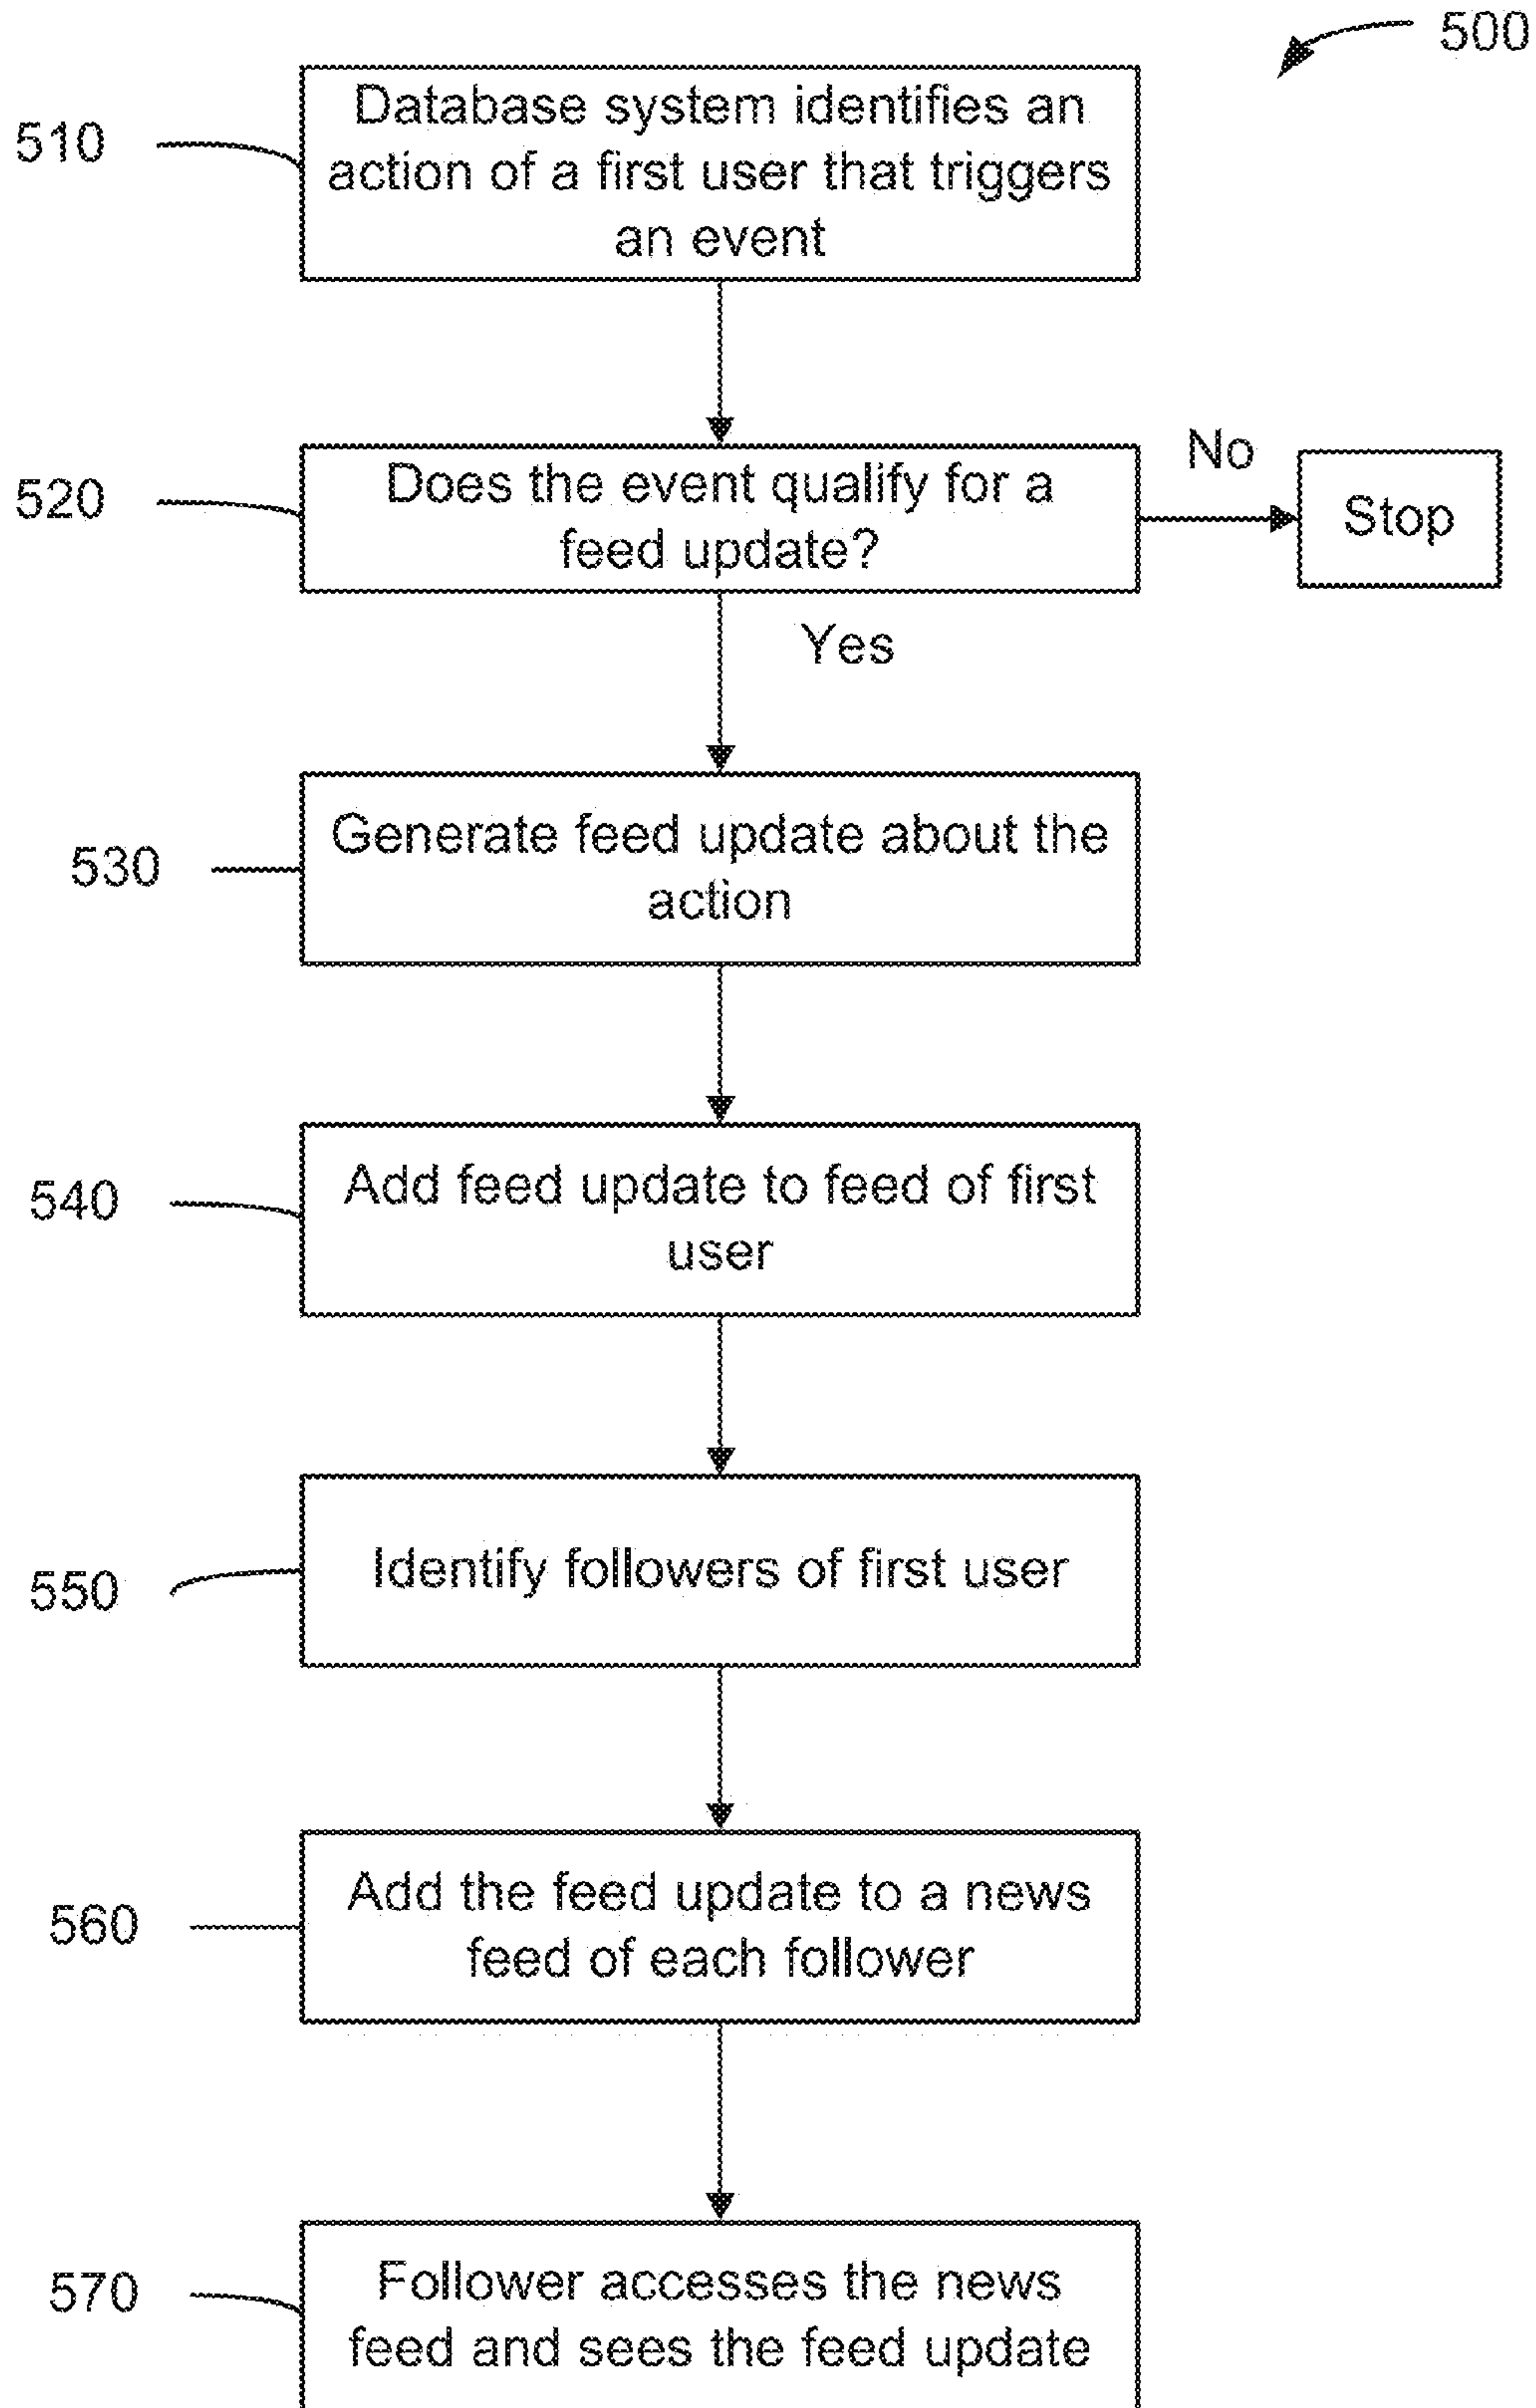 500
510
Database system identifies an
action of a first user that triggers
an event
520
Does the event qualify for a
feed update?
No
Stop
Yes
530
Generate feed update about the
action
540
Add feed update to feed of first
user
550
Identify followers of first user
560
Add the feed update to a news
feed of each follower
570
Follower accesses the news
feed and sees the feed update